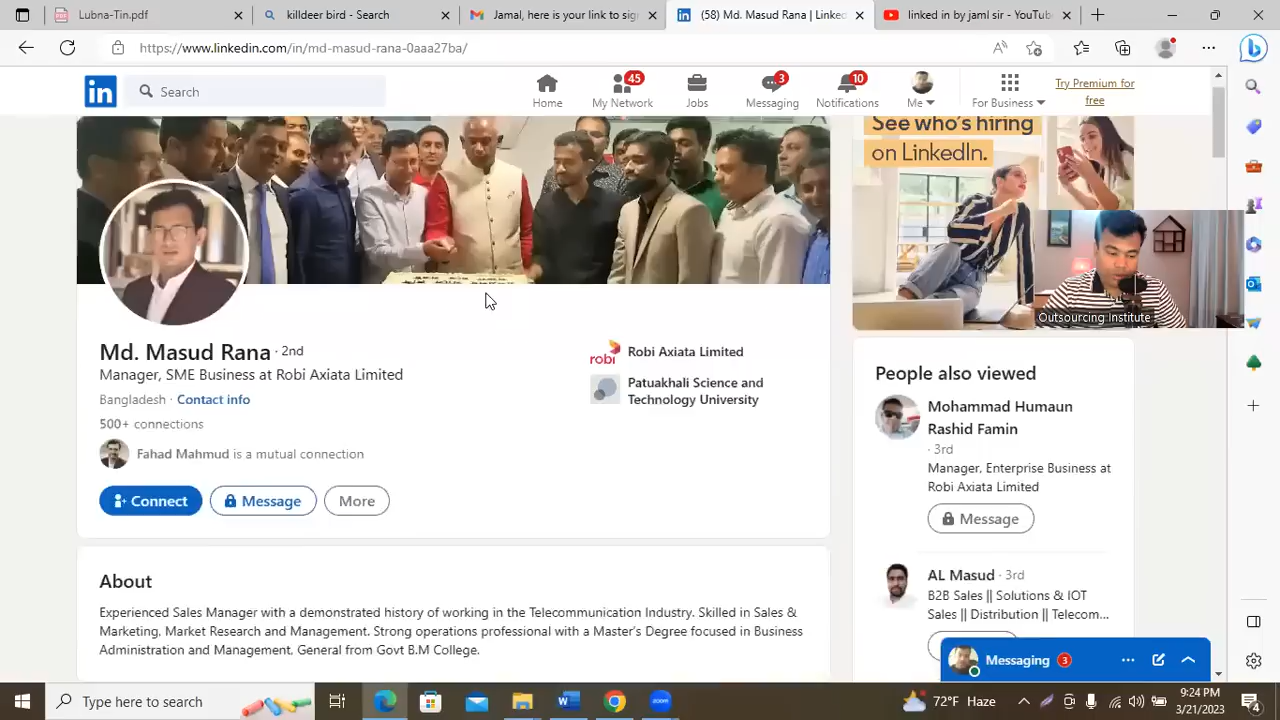 Lubna-Tin.pdf
killdeer bird - Search
Jamal, here is your link to sig
(58) Md. Masud Rana | Linked
linked in by jami sir - YouTube
https://www.linkedin.com/in/md-masud-rana-0aaa27ba/
in
Search
45
3
10
Home
My Network
Jobs
Messaging
Notifications
Me
For Business
Try Premium for
free
See who's hiring
on LinkedIn.
Outsourcing Institute
Md. Masud Rana · 2nd
Manager, SME Business at Robi Axiata Limited
Bangladesh · Contact info
500+ connections
Fahad Mahmud is a mutual connection
Connect
Message
More
robi
Robi Axiata Limited
Patuakhali Science and
Technology University
About
Experienced Sales Manager with a demonstrated history of working in the Telecommunication Industry. Skilled in Sales &
Marketing, Market Research and Management. Strong operations professional with a Master's Degree focused in Business
Administration and Management, General from Govt B.M College.
People also viewed
Mohammad Humaun
Rashid Famin
· 3rd
Manager, Enterprise Business at
Robi Axiata Limited
Message
AL Masud · 3rd
B2B Sales || Solutions & IOT
Sales || Distribution || Telecom...
Messaging 3
Type here to search
zoom
72°F Haze
9:24 PM
3/21/2023
4